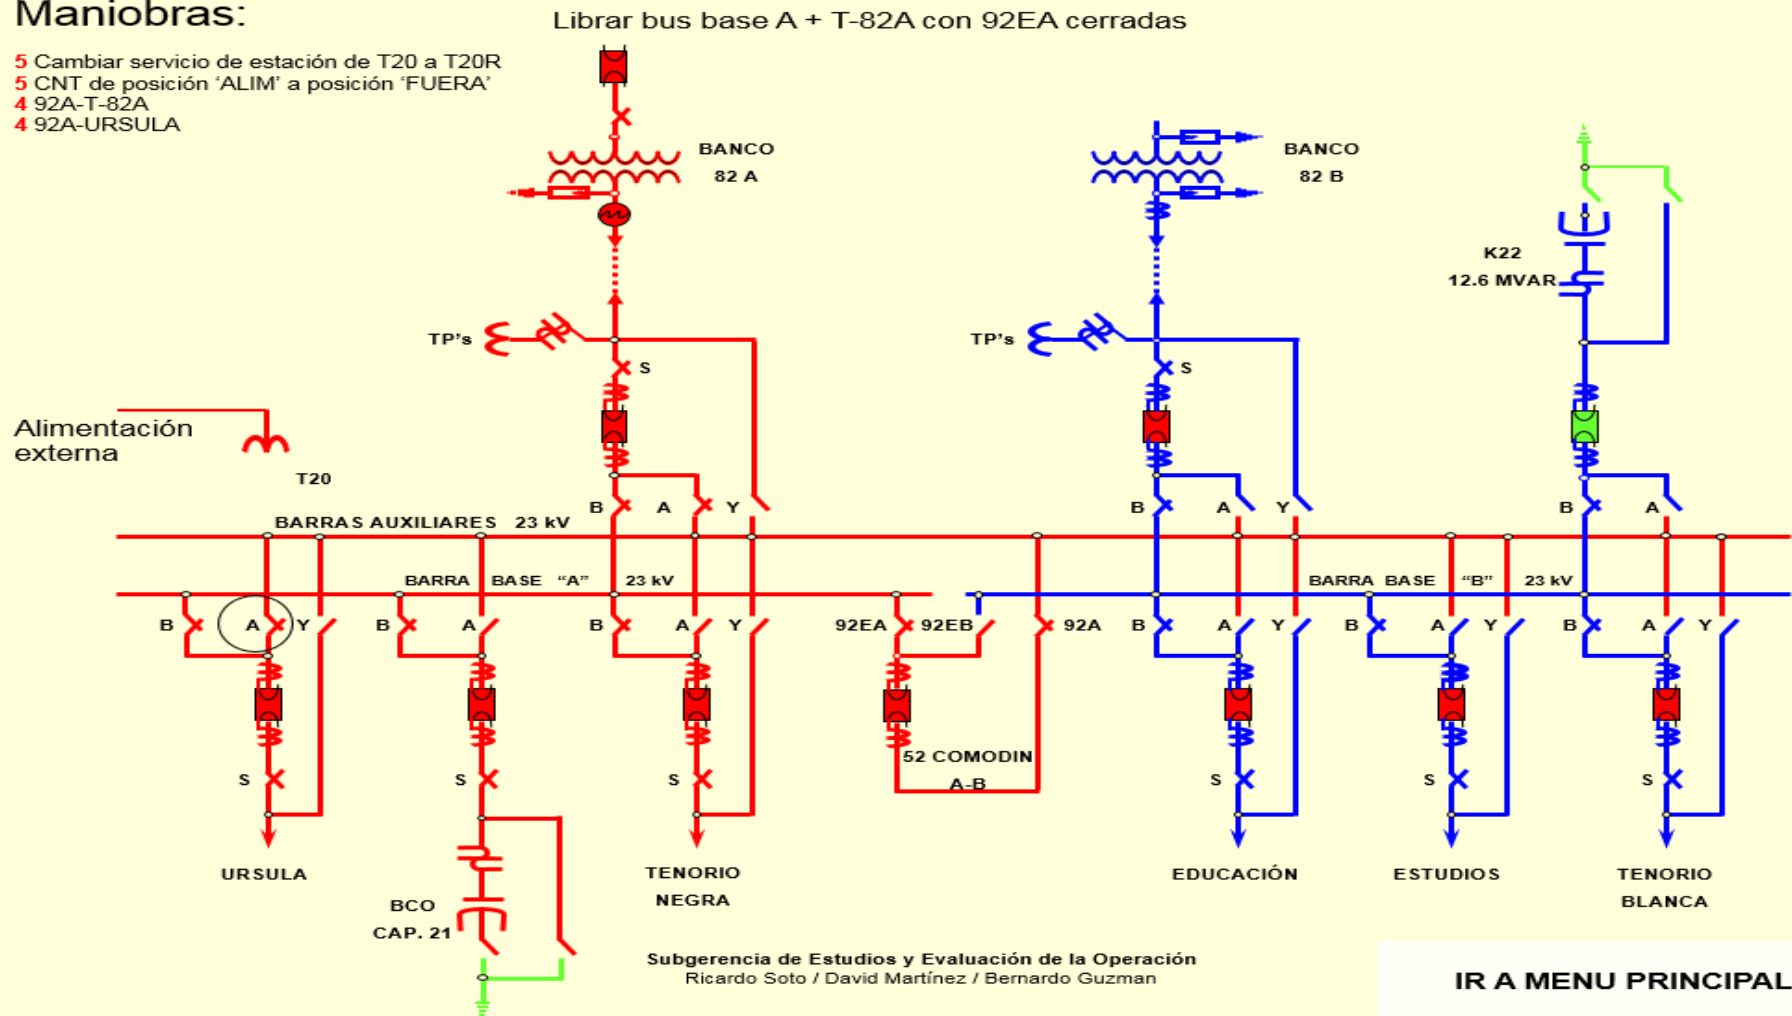 Maniobras:
Librar bus base A + T-82A con 92EA cerradas
5 Cambiar servicio de estación de T20 a T20R
5 CNT de posición ‘ALIM’ a posición ‘FUERA’
4 92A-T-82A
4 92A-URSULA
BANCO
82 A
BANCO
82 B
K22
12.6 MVAR
TP's
TP's
S
S
Alimentación
externa
T20
B A Y
B A Y
B A
BARRAS AUXILIARES 23 kV
BARRA BASE “A” 23 kV
BARRA BASE “B” 23 kV
B A Y B A B A Y 92EA 92EB 92A B A Y B A Y B A Y
52 COMODIN
A-B
S S S S S S
URSULA
TENORIO
NEGRA
EDUCACIÓN
ESTUDIOS
TENORIO
BLANCA
BCO
CAP. 21
Subgerencia de Estudios y Evaluación de la Operación
Ricardo Soto / David Martínez / Bernardo Guzman
IR A MENU PRINCIPAL